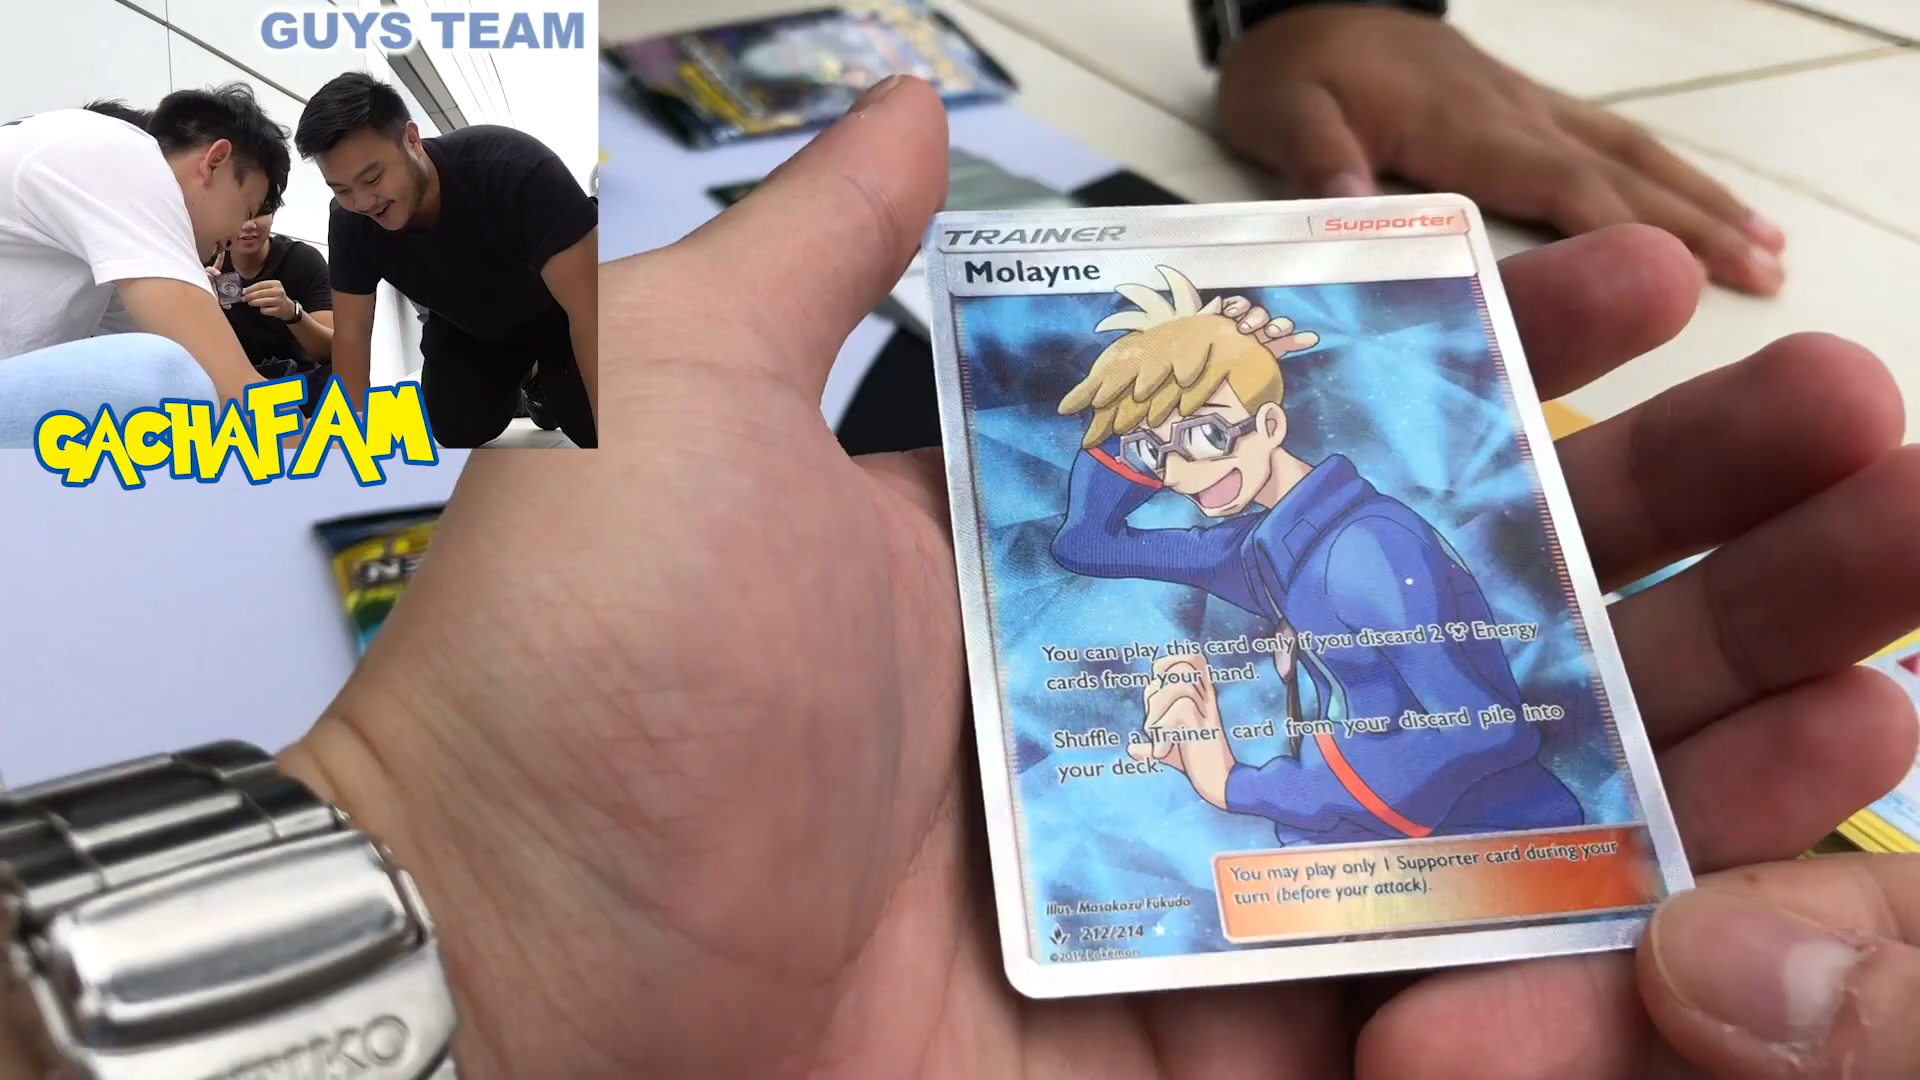 GUYS TEAM
GACHAFAM
TRAINER
Supporter
Molayne
You can play this card only if you discard 2 Energy
cards from your hand.
Shuffle a Trainer card from your discard pile into
your deck.
You may play only 1 Supporter card during your
turn (before your attack).
Illus. Masakazu Fukuda
212/214
©2019 Pokémon